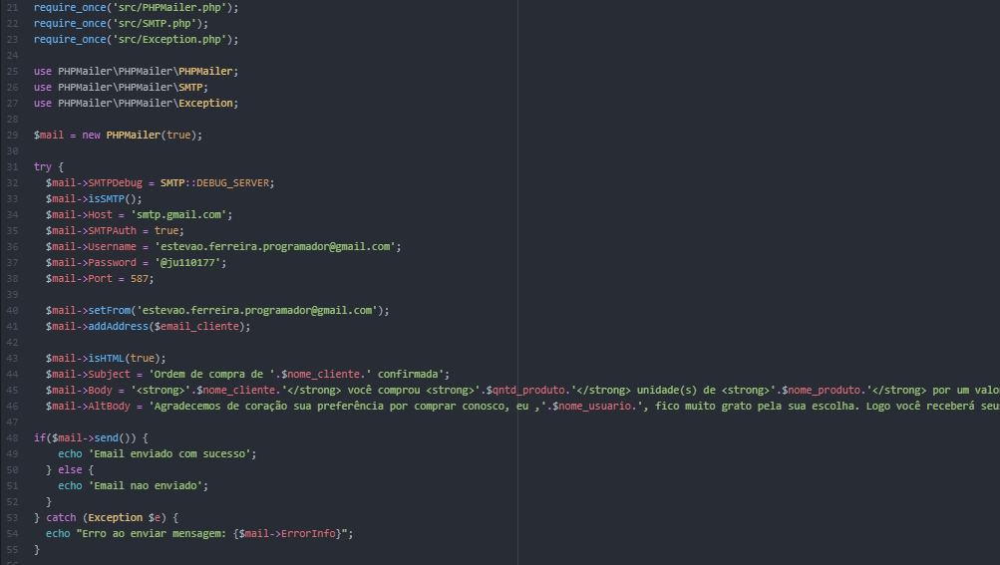 21 require_once('src/PHPMailer.php');
22 require_once('src/SMTP.php');
23 require_once('src/Exception.php');
24
25 use PHPMailer\PHPMailer\PHPMailer;
26 use PHPMailer\PHPMailer\SMTP;
27 use PHPMailer\PHPMailer\Exception;
28
29 $mail = new PHPMailer(true);
30
31 try {
32 $mail->SMTPDebug = SMTP::DEBUG_SERVER;
33 $mail->isSMTP();
34 $mail->Host = 'smtp.gmail.com';
35 $mail->SMTPAuth = true;
36 $mail->Username = 'estevao.ferreira.programador@gmail.com';
37 $mail->Password = '@ju110177';
38 $mail->Port = 587;
39
40 $mail->setFrom('estevao.ferreira.programador@gmail.com');
41 $mail->addAddress($email_cliente);
42
43 $mail->isHTML(true);
44 $mail->Subject = 'Ordem de compra de '.$nome_cliente.' confirmada';
45 $mail->Body = '<strong>'.$nome_cliente.'</strong> você comprou <strong>'.$qntd_produto.'</strong> unidade(s) de <strong>'.$nome_produto.'</strong> por um valo
46 $mail->AltBody = 'Agradecemos de coração sua preferência por comprar conosco, eu ,'.$nome_usuario.', fico muito grato pela sua escolha. Logo você receberá seus
47
48 if($mail->send()) {
49 echo 'Email enviado com sucesso';
50 } else {
51 echo 'Email nao enviado';
52 }
53 } catch (Exception $e) {
54 echo "Erro ao enviar mensagem: {$mail->ErrorInfo}";
55 }